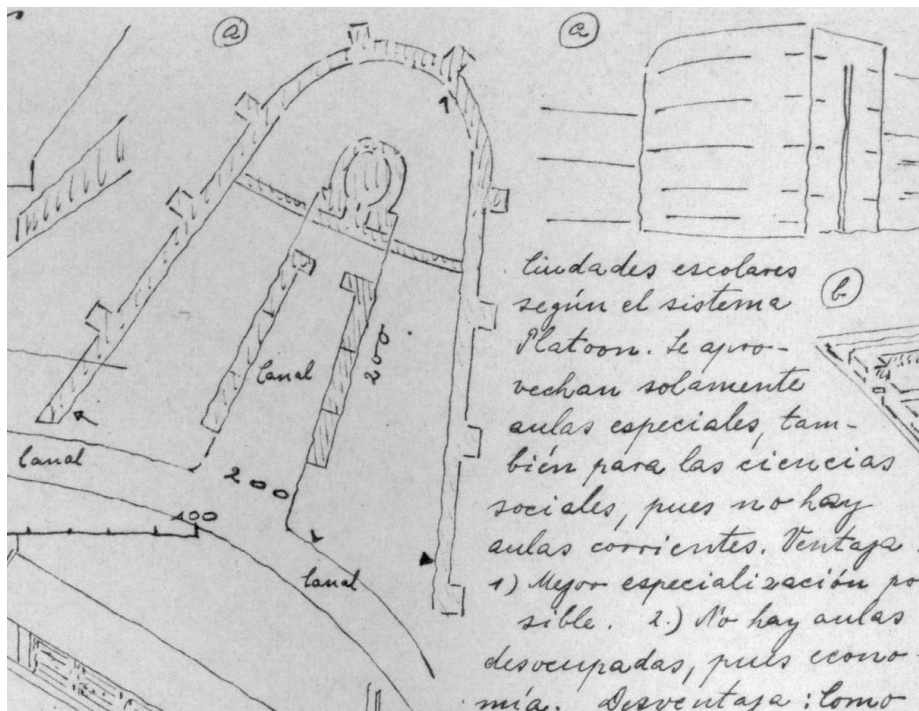 a
a
1
Canal
200
Canal
200
100
Canal
Ciudades escolares
b
según el sistema
Platoon. Se apro-
vechan solamente
aulas especiales, tam-
bién para las ciencias
sociales, pues no hay
aulas corrientes. Ventaja:
1) Mejor especialización po
sible. 2.) No hay aulas
desocupadas, pues econo-
mía. Desventaja: Como